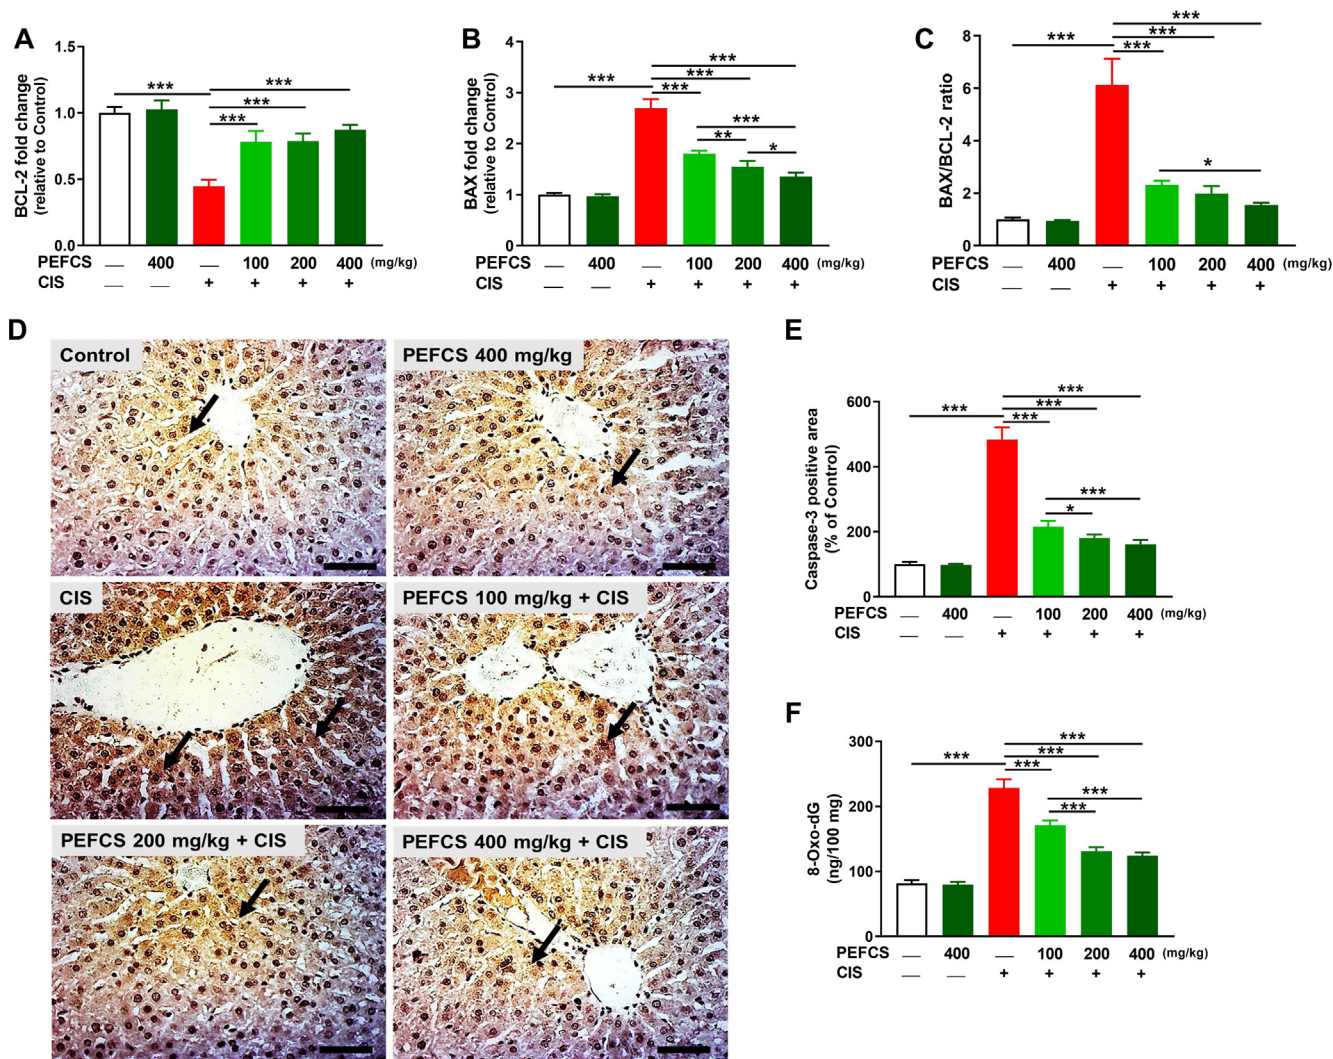 A
BCL-2 fold change
(relative to Control)
1.5
1.0
0.5
0.0
***
***
***
***
PEFCS — 400 — 100 200 400 (mg/kg)
CIS — — + + + +
B
BAX fold change
(relative to Control)
4
3
2
1
0
***
***
***
***
***
**
*
PEFCS — 400 — 100 200 400 (mg/kg)
CIS — — + + + +
C
BAX/BCL-2 ratio
8
6
4
2
0
***
***
***
***
*
PEFCS — 400 — 100 200 400 (mg/kg)
CIS — — + + + +
D
Control
PEFCS 400 mg/kg
CIS
PEFCS 100 mg/kg + CIS
PEFCS 200 mg/kg + CIS
PEFCS 400 mg/kg + CIS
E
Caspase-3 positive area
(% of Control)
600
400
200
0
***
***
***
***
***
*
PEFCS — 400 — 100 200 400 (mg/kg)
CIS — — + + + +
F
8-Oxo-dG
(ng/100 mg)
300
200
100
0
***
***
***
***
***
***
PEFCS — 400 — 100 200 400 (mg/kg)
CIS — — + + + +